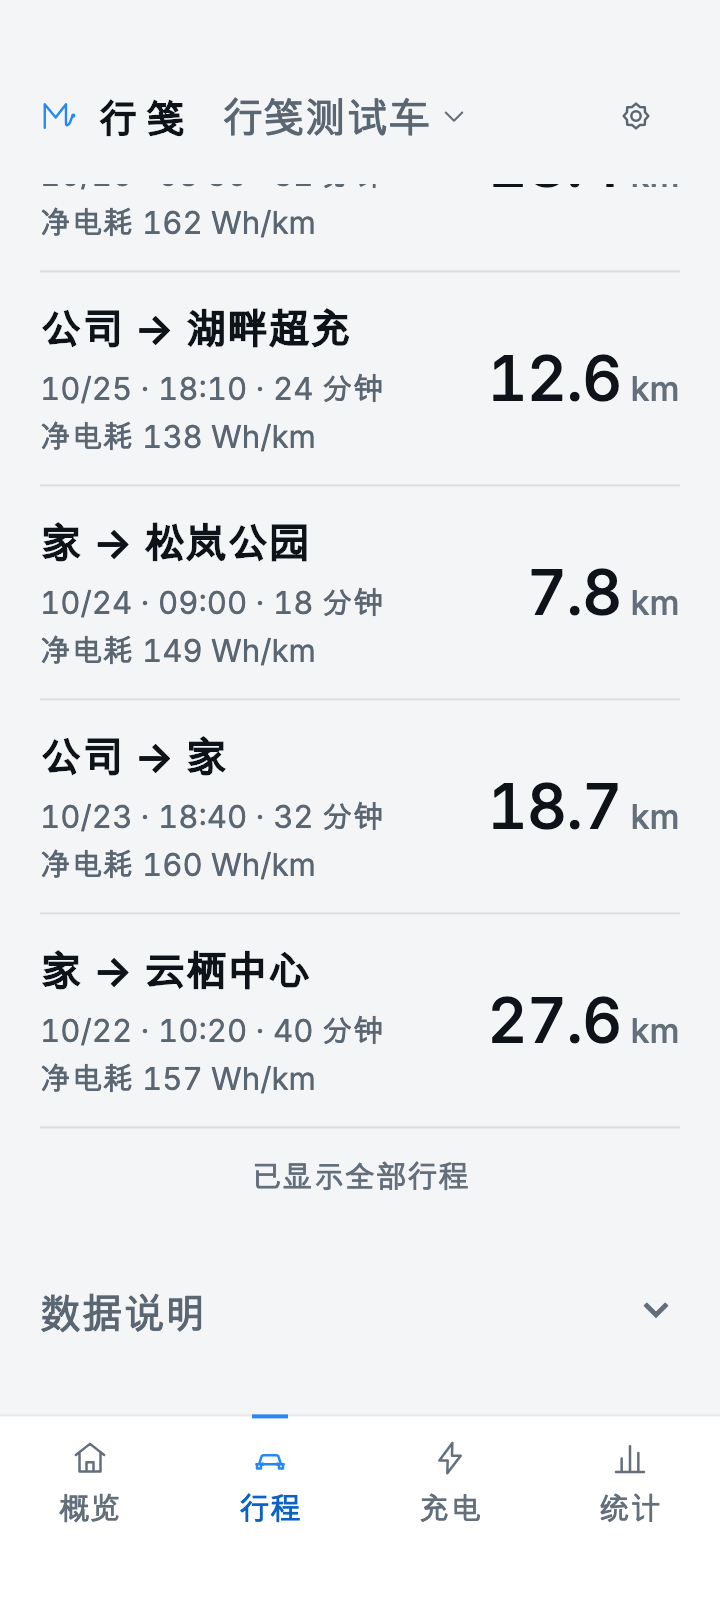 行笺 行笺测试车
净电耗 162 Wh/km
公司 → 湖畔超充
10/25 · 18:10 · 24 分钟
12.6 km
净电耗 138 Wh/km
家 → 松岚公园
10/24 · 09:00 · 18 分钟
7.8 km
净电耗 149 Wh/km
公司 → 家
10/23 · 18:40 · 32 分钟
18.7 km
净电耗 160 Wh/km
家 → 云栖中心
10/22 · 10:20 · 40 分钟
27.6 km
净电耗 157 Wh/km
已显示全部行程
数据说明
概览 行程 充电 统计